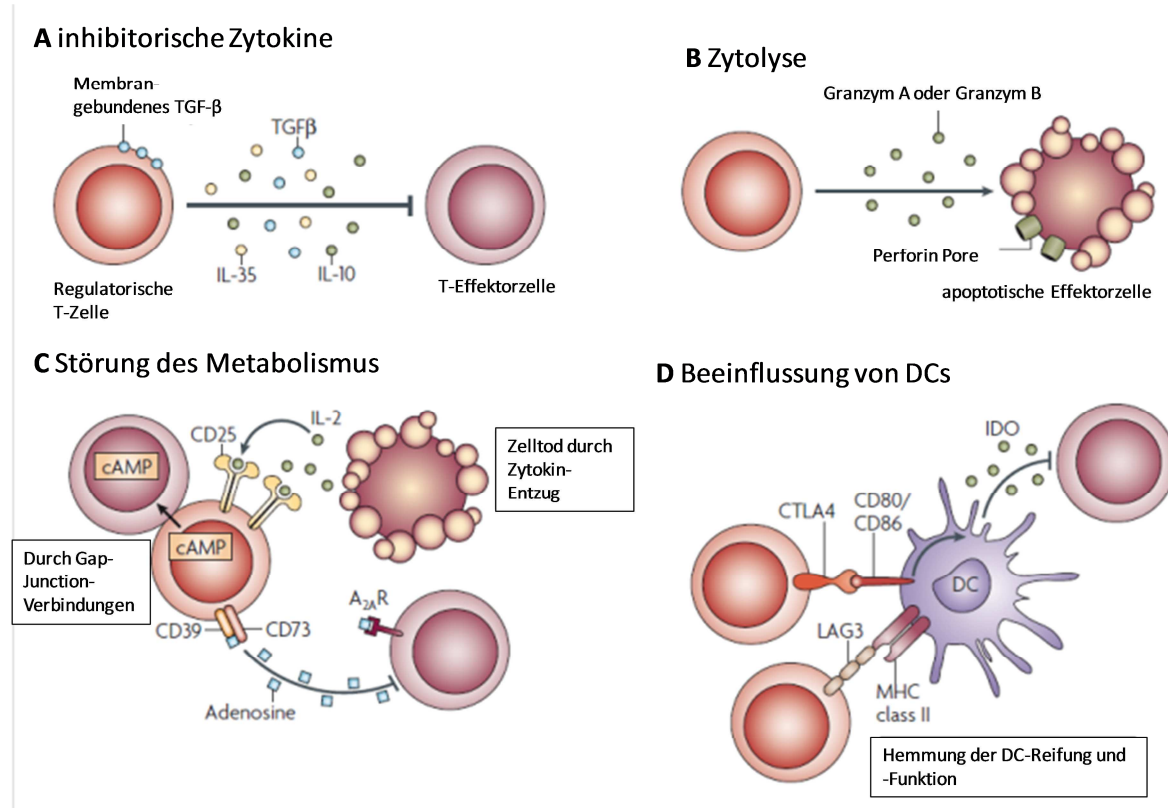 A inhibitorische Zytokine
Membran-
gebundenes TGF-β
TGFβ
IL-35
IL-10
Regulatorische
T-Zelle
T-Effektorzelle
B Zytolyse
Granzym A oder Granzym B
Perforin Pore
apoptotische Effektorzelle
C Störung des Metabolismus
IL-2
CD25
cAMP
cAMP
Zelltod durch
Zytokin-
Entzug
Durch Gap-
Junction-
Verbindungen
CD39
CD73
A2AR
Adenosine
D Beeinflussung von DCs
IDO
CTLA4
CD80/
CD86
DC
LAG3
MHC
class II
Hemmung der DC-Reifung und
-Funktion